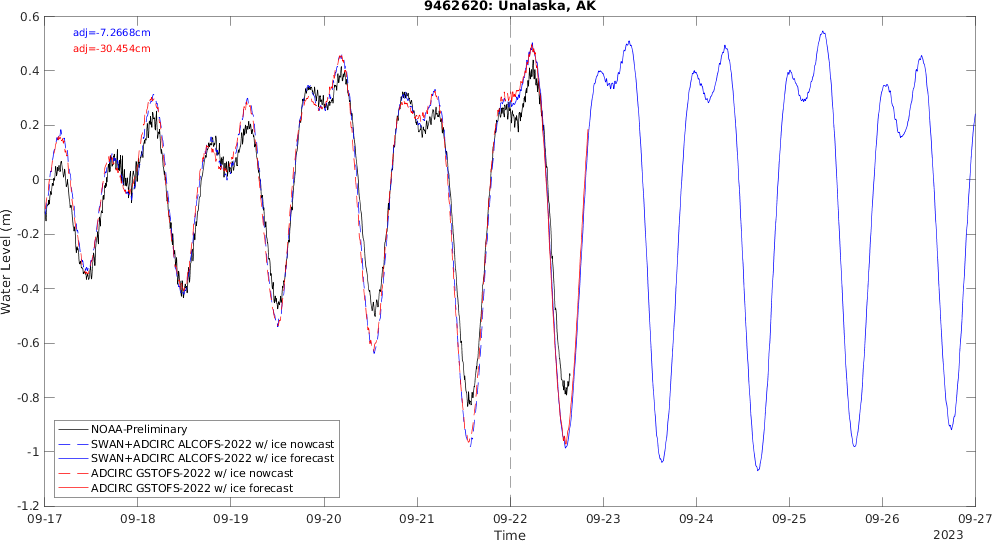 9462620: Unalaska, AK
adj=-7.2668cm
adj=-30.454cm
0.6
0.4
0.2
0
-0.2
-0.4
-0.6
-0.8
-1
-1.2
Water Level (m)
NOAA-Preliminary
SWAN+ADCIRC ALCOFS-2022 w/ ice nowcast
SWAN+ADCIRC ALCOFS-2022 w/ ice forecast
ADCIRC GSTOFS-2022 w/ ice nowcast
ADCIRC GSTOFS-2022 w/ ice forecast
09-17 09-18 09-19 09-20 09-21 09-22 09-23 09-24 09-25 09-26 09-27
Time
2023